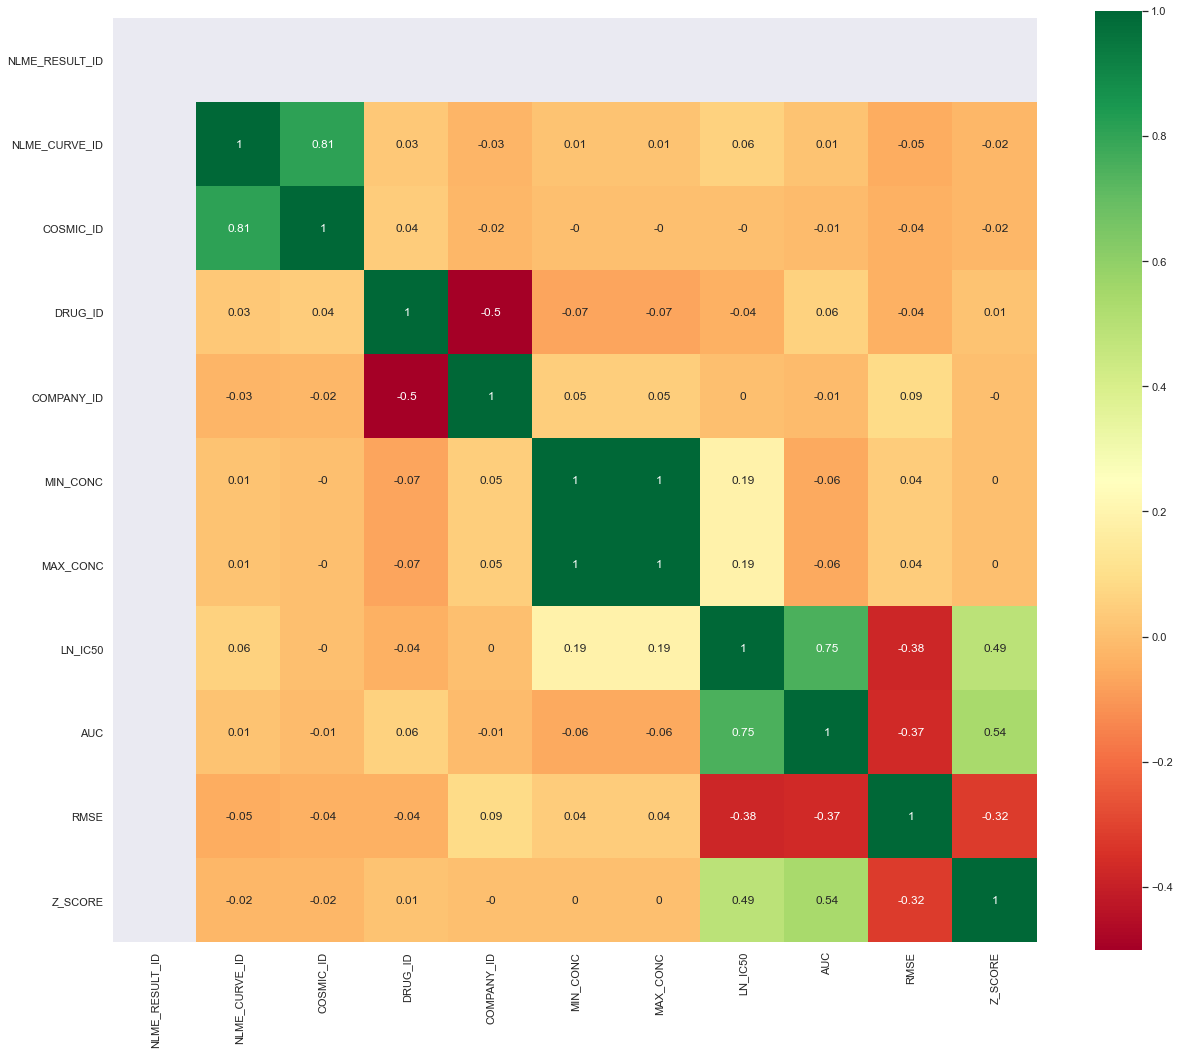 NLME_RESULT_ID
NLME_CURVE_ID 1 0.81 0.03 -0.03 0.01 0.01 0.06 0.01 -0.05 -0.02
COSMIC_ID 0.81 1 0.04 -0.02 -0 -0 -0 -0.01 -0.04 -0.02
DRUG_ID 0.03 0.04 1 -0.5 -0.07 -0.07 -0.04 0.06 -0.04 0.01
COMPANY_ID -0.03 -0.02 -0.5 1 0.05 0.05 0 -0.01 0.09 -0
MIN_CONC 0.01 -0 -0.07 0.05 1 1 0.19 -0.06 0.04 0
MAX_CONC 0.01 -0 -0.07 0.05 1 1 0.19 -0.06 0.04 0
LN_IC50 0.06 -0 -0.04 0 0.19 0.19 1 0.75 -0.38 0.49
AUC 0.01 -0.01 0.06 -0.01 -0.06 -0.06 0.75 1 -0.37 0.54
RMSE -0.05 -0.04 -0.04 0.09 0.04 0.04 -0.38 -0.37 1 -0.32
Z_SCORE -0.02 -0.02 0.01 -0 0 0 0.49 0.54 -0.32 1
NLME_RESULT_ID NLME_CURVE_ID COSMIC_ID DRUG_ID COMPANY_ID MIN_CONC MAX_CONC LN_IC50 AUC RMSE Z_SCORE
1.0
0.8
0.6
0.4
0.2
0.0
−0.2
−0.4